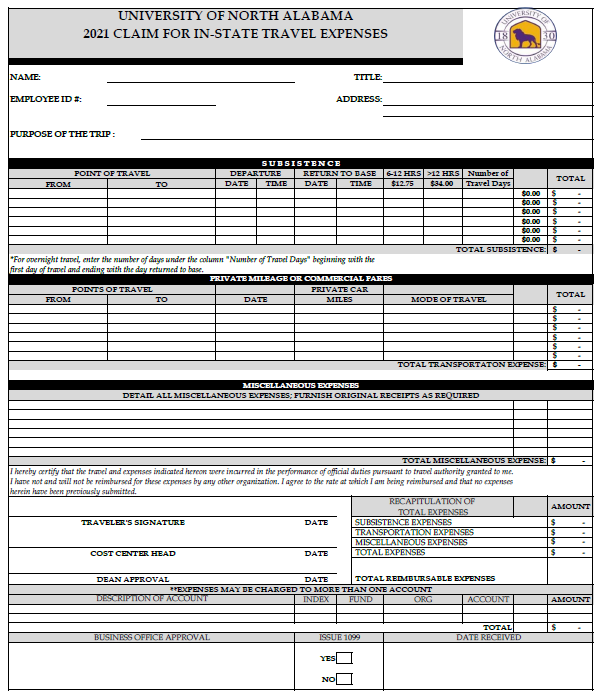 UNIVERSITY OF NORTH ALABAMA
2021 CLAIM FOR IN-STATE TRAVEL EXPENSES
UNIVERSITY OF
18 30
NORTH ALABAMA
NAME: TITLE:
EMPLOYEE ID #: ADDRESS:
PURPOSE OF THE TRIP :
SUBSISTENCE
POINT OF TRAVEL DEPARTURE RETURN TO BASE 6-12 HRS >12 HRS Number of TOTAL
FROM TO DATE TIME DATE TIME $12.75 $34.00 Travel Days
$0.00 $ -
$0.00 $ -
$0.00 $ -
$0.00 $ -
$0.00 $ -
$0.00 $ -
TOTAL SUBSISTENCE: $ -
*For overnight travel, enter the number of days under the column "Number of Travel Days" beginning with the
first day of travel and ending with the day returned to base.
PRIVATE MILEAGE OR COMMERCIAL FARES
POINTS OF TRAVEL PRIVATE CAR TOTAL
FROM TO DATE MILES MODE OF TRAVEL
$ -
$ -
$ -
$ -
$ -
$ -
TOTAL TRANSPORTATON EXPENSE: $ -
MISCELLANEOUS EXPENSES
DETAIL ALL MISCELLANEOUS EXPENSES; FURNISH ORIGINAL RECEIPTS AS REQUIRED
TOTAL MISCELLANEOUS EXPENSE: $ -
I hereby certify that the travel and expenses indicated hereon were incurred in the performance of official duties pursuant to travel authority granted to me.
I have not and will not be reimbursed for these expenses by any other organization. I agree to the rate at which I am being reimbursed and that no expenses
herein have been previously submitted.
RECAPITULATION OF
TOTAL EXPENSES AMOUNT
TRAVELER'S SIGNATURE DATE SUBSISTENCE EXPENSES $ -
TRANSPORTATION EXPENSES $ -
MISCELLANEOUS EXPENSES $ -
COST CENTER HEAD DATE TOTAL EXPENSES $ -
DEAN APPROVAL DATE TOTAL REIMBURSABLE EXPENSES
**EXPENSES MAY BE CHARGED TO MORE THAN ONE ACCOUNT
DESCRIPTION OF ACCOUNT INDEX FUND ORG ACCOUNT AMOUNT
TOTAL $ -
BUSINESS OFFICE APPROVAL ISSUE 1099 DATE RECEIVED
YES
NO